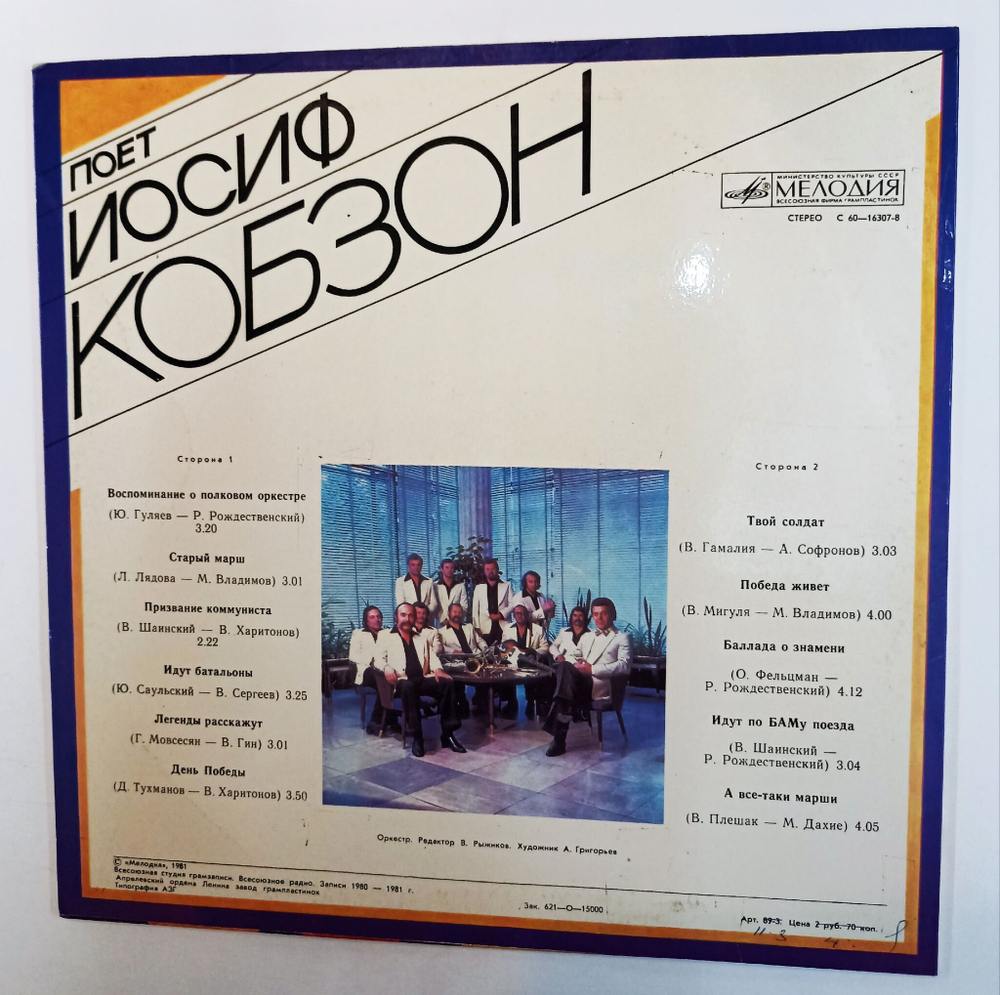 ПОЕТ
ИОСИФ
КОБЗОН
МИНИСТЕРСТВО КУЛЬТУРЫ СССР
МЕЛОДИЯ
ВСЕСОЮЗНАЯ ФИРМА ГРАМПЛАСТИНОК
СТЕРЕО С 60—16307-8
Сторона 1
Воспоминание о полковом оркестре
(Ю. Гуляев — Р. Рождественский)
3.20
Старый марш
(Л. Лядова — М. Владимов) 3.01
Призвание коммуниста
(В. Шаинский — В. Харитонов)
2.22
Идут батальоны
(Ю. Саульский — В. Сергеев) 3.25
Легенды расскажут
(Г. Мовсесян — В. Гин) 3.01
День Победы
(Д. Тухманов — В. Харитонов) 3.50
Сторона 2
Твой солдат
(В. Гамалия — А. Софронов) 3.03
Победа живет
(В. Мигуля — М. Владимов) 4.00
Баллада о знамени
(О. Фельцман —
Р. Рождественский) 4.12
Идут по БАМу поезда
(В. Шаинский —
Р. Рождественский) 3.04
А все-таки марши
(В. Плешак — М. Дахие) 4.05
Оркестр. Редактор В. Рыжиков. Художник А. Григорьев
© «Мелодия», 1981
Всесоюзная студия грамзаписи. Всесоюзное радио. Записи 1980 — 1981 г.
Апрелевский ордена Ленина завод грампластинок
Типография АЗГ
Зак. 621—О—15000
Арт. 89-3. Цена 2 руб. 70 коп.